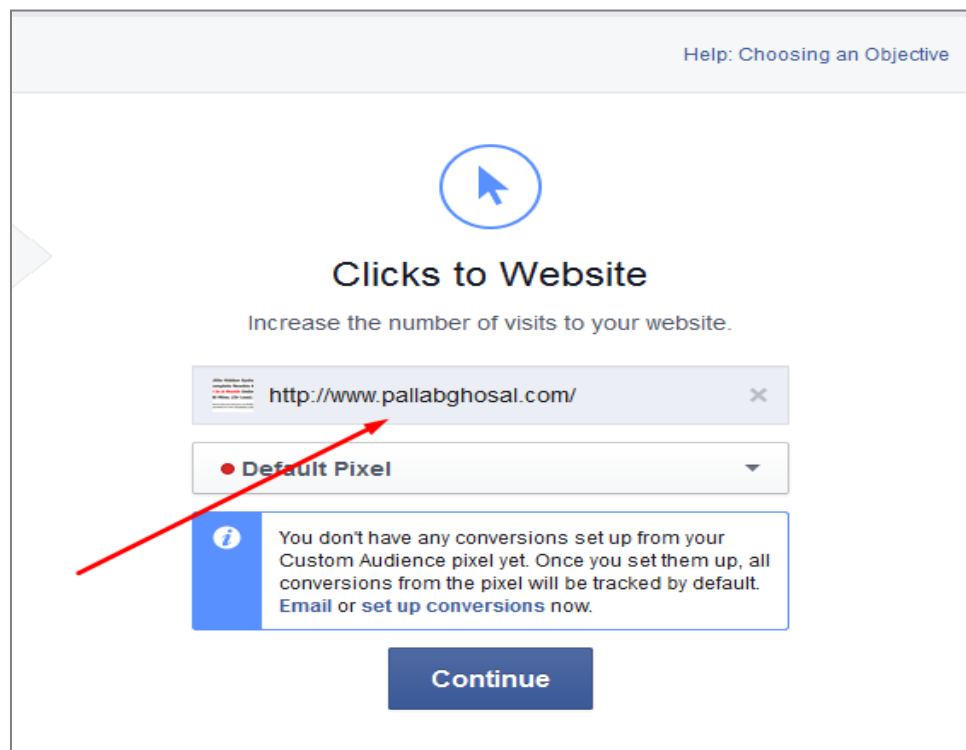 Help: Choosing an Objective
Clicks to Website
Increase the number of visits to your website.
http://www.pallabghosal.com/
Default Pixel
You don't have any conversions set up from your
Custom Audience pixel yet. Once you set them up, all
conversions from the pixel will be tracked by default.
Email or set up conversions now.
Continue